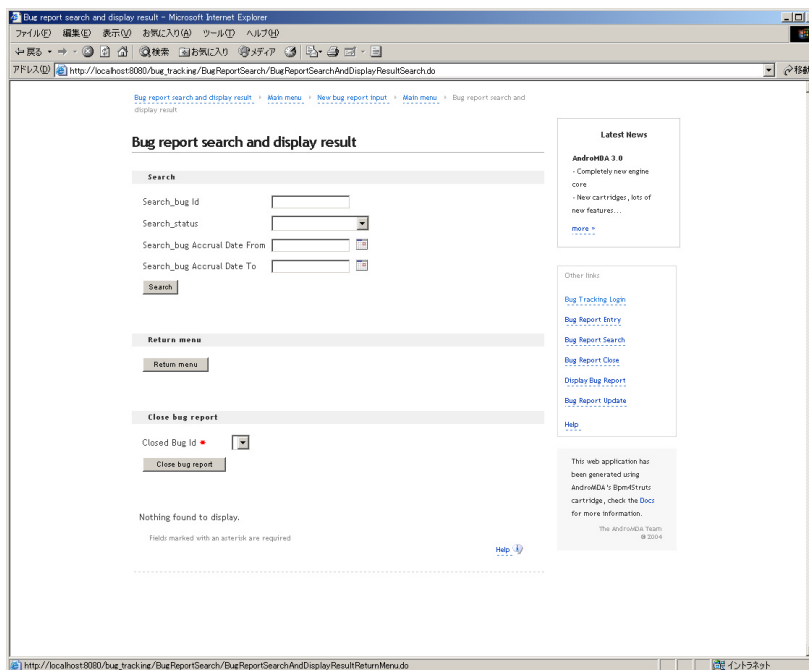 Bug report search and display result - Microsoft Internet Explorer
ファイル(F) 編集(E) 表示(V) お気に入り(A) ツール(T) ヘルプ(H)
戻る 検索 お気に入り メディア
アドレス(D) http://localhost:8080/bug_tracking/BugReportSearch/BugReportSearchAndDisplayResultSearch.do 移動
Bug report search and display result Main menu New bug report input Main menu Bug report search and
display result
Bug report search and display result
Search
Search_bug Id
Search_status
Search_bug Accrual Date From
Search_bug Accrual Date To
Search
Return menu
Return menu
Close bug report
Closed Bug Id *
Close bug report
Nothing found to display.
Fields marked with an asterisk are required
Help
Latest News
AndroMDA 3.0
- Completely new engine
core
- New cartridges, lots of
new features...
more »
Other links
Bug Tracking Login
Bug Report Entry
Bug Report Search
Bug Report Close
Display Bug Report
Bug Report Update
Help
This web application has
been generated using
AndroMDA's Bpm4Struts
cartridge, check the Docs
for more information.
The AndroMDA Team
© 2004
http://localhost:8080/bug_tracking/BugReportSearch/BugReportSearchAndDisplayResultReturnMenu.do イントラネット